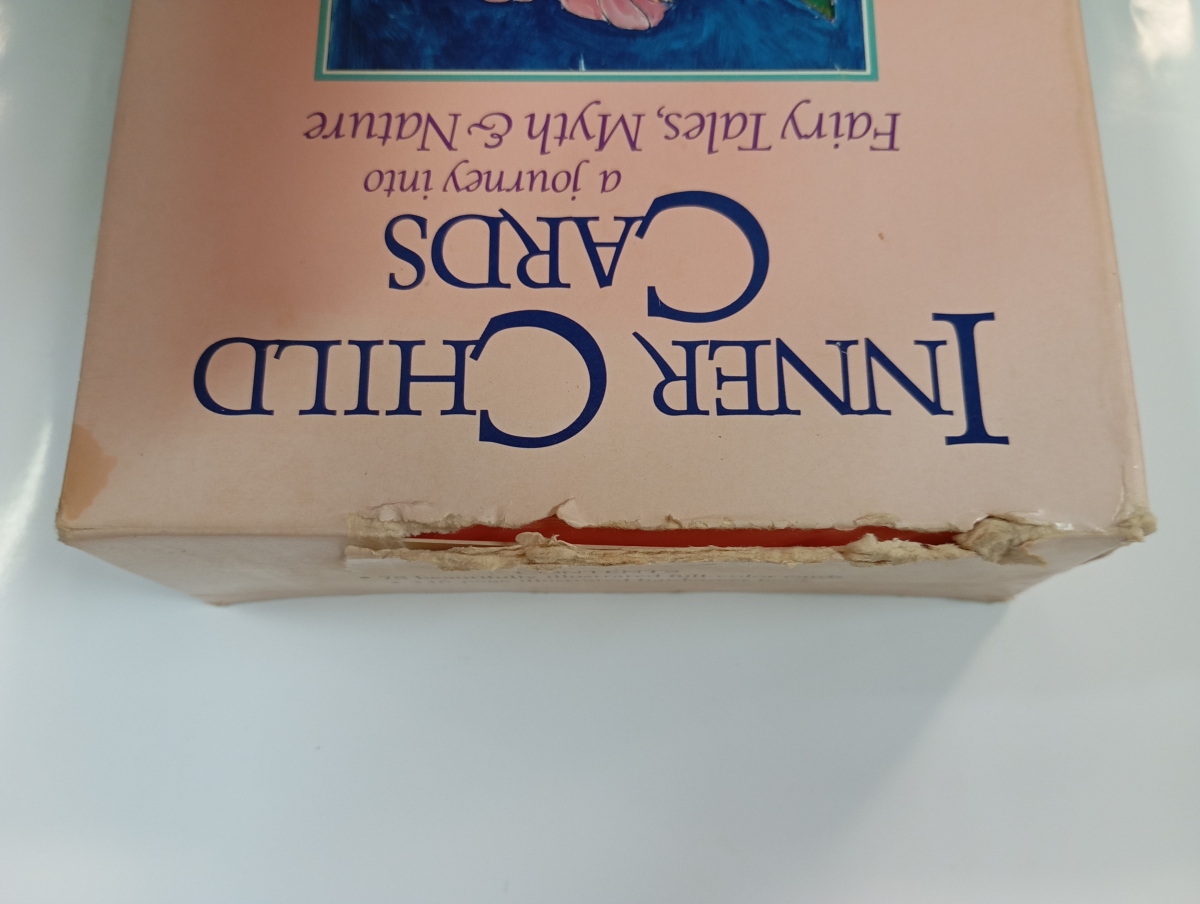 INNER CHILD
CARDS
a journey into
Fairy Tales, Myth & Nature